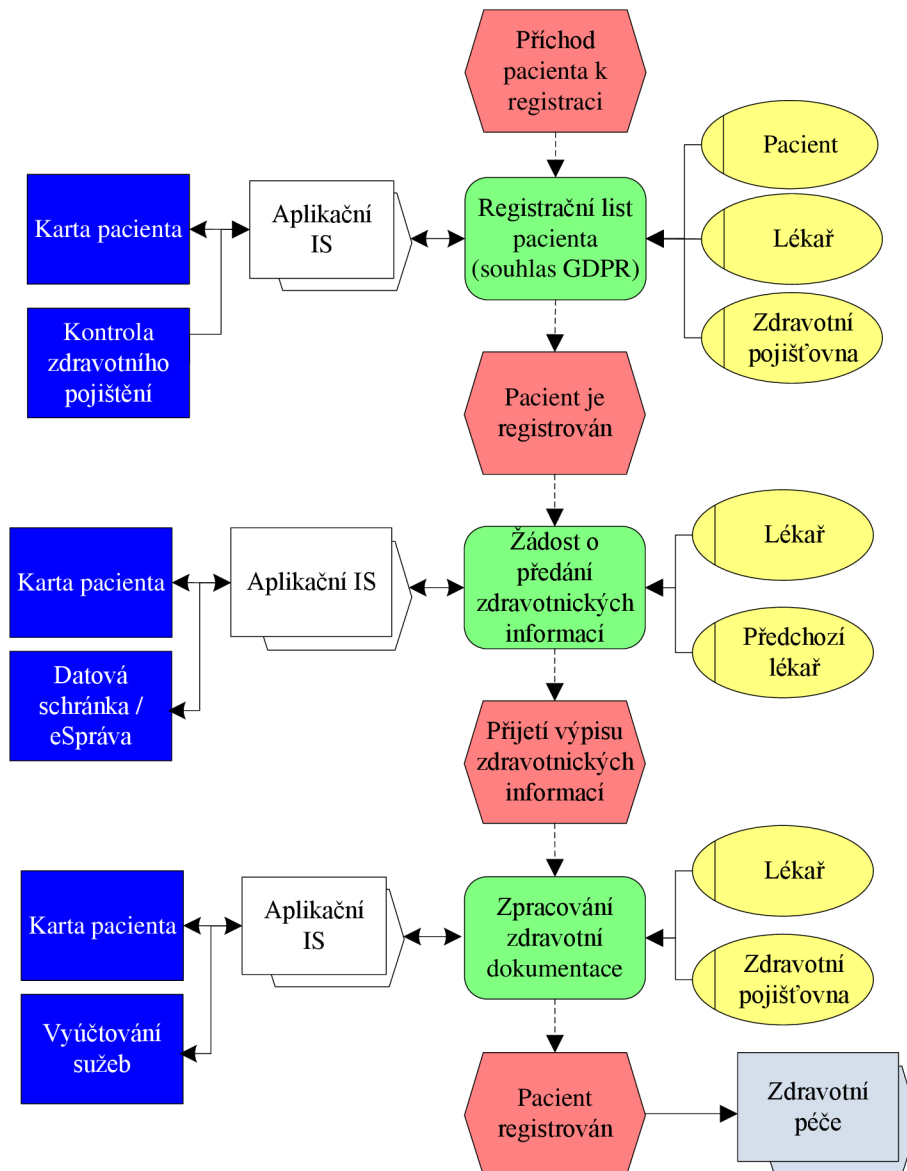 Příchod
pacienta k
registraci
Pacient
Karta pacienta
Aplikační
IS
Registrační list
pacienta
(souhlas GDPR)
Lékař
Kontrola
zdravotního
pojištění
Zdravotní
pojišťovna
Pacient je
registrován
Karta pacienta
Aplikační IS
Žádost o
předání
zdravotnických
informací
Lékař
Datová
schránka /
eSpráva
Předchozí
lékař
Přijetí výpisu
zdravotnických
informací
Karta pacienta
Aplikační
IS
Zpracování
zdravotní
dokumentace
Lékař
Zdravotní
pojišťovna
Vyúčtování
sužeb
Pacient
registrován
Zdravotní
péče